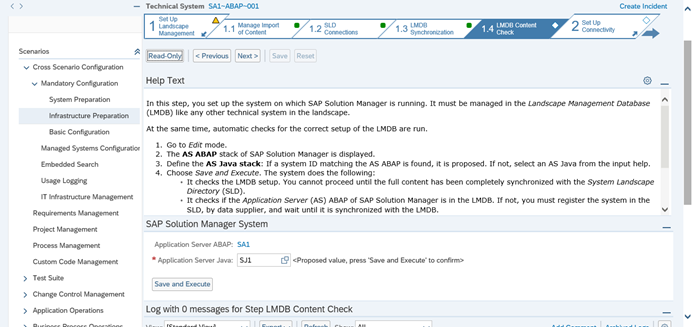 Technical System SA1~ABAP~001 Create Incident
1 Set Up Landscape Management
1.1 Manage Import of Content
1.2 SLD Connections
1.3 LMDB Synchronization
1.4 LMDB Content Check
2 Set Up Connectivity
Scenarios
Cross Scenario Configuration
Mandatory Configuration
System Preparation
Infrastructure Preparation
Basic Configuration
Managed Systems Configuration
Embedded Search
Usage Logging
IT Infrastructure Management
Requirements Management
Project Management
Process Management
Custom Code Management
Test Suite
Change Control Management
Application Operations
Business Process Operations
Read-Only < Previous Next > Save Reset
Help Text
In this step, you set up the system on which SAP Solution Manager is running. It must be managed in the Landscape Management Database
(LMDB) like any other technical system in the landscape.
At the same time, automatic checks for the correct setup of the LMDB are run.
1. Go to Edit mode.
2. The AS ABAP stack of SAP Solution Manager is displayed.
3. Define the AS Java stack: If a system ID matching the AS ABAP is found, it is proposed. If not, select an AS Java from the input help.
4. Choose Save and Execute. The system does the following:
• It checks the LMDB setup. You cannot proceed until the full content has been completely synchronized with the System Landscape
Directory (SLD).
• It checks if the Application Server (AS) ABAP of SAP Solution Manager is in the LMDB. If not, you must register the system in the
SLD, by data supplier, and wait until it is synchronized with the LMDB.
SAP Solution Manager System
Application Server ABAP: SA1
* Application Server Java: SJ1 <Proposed value, press 'Save and Execute' to confirm>
Save and Execute
Log with 0 messages for Step LMDB Content Check
View: [Standard View] Export Refresh Show: All Add Comment Archived Logs